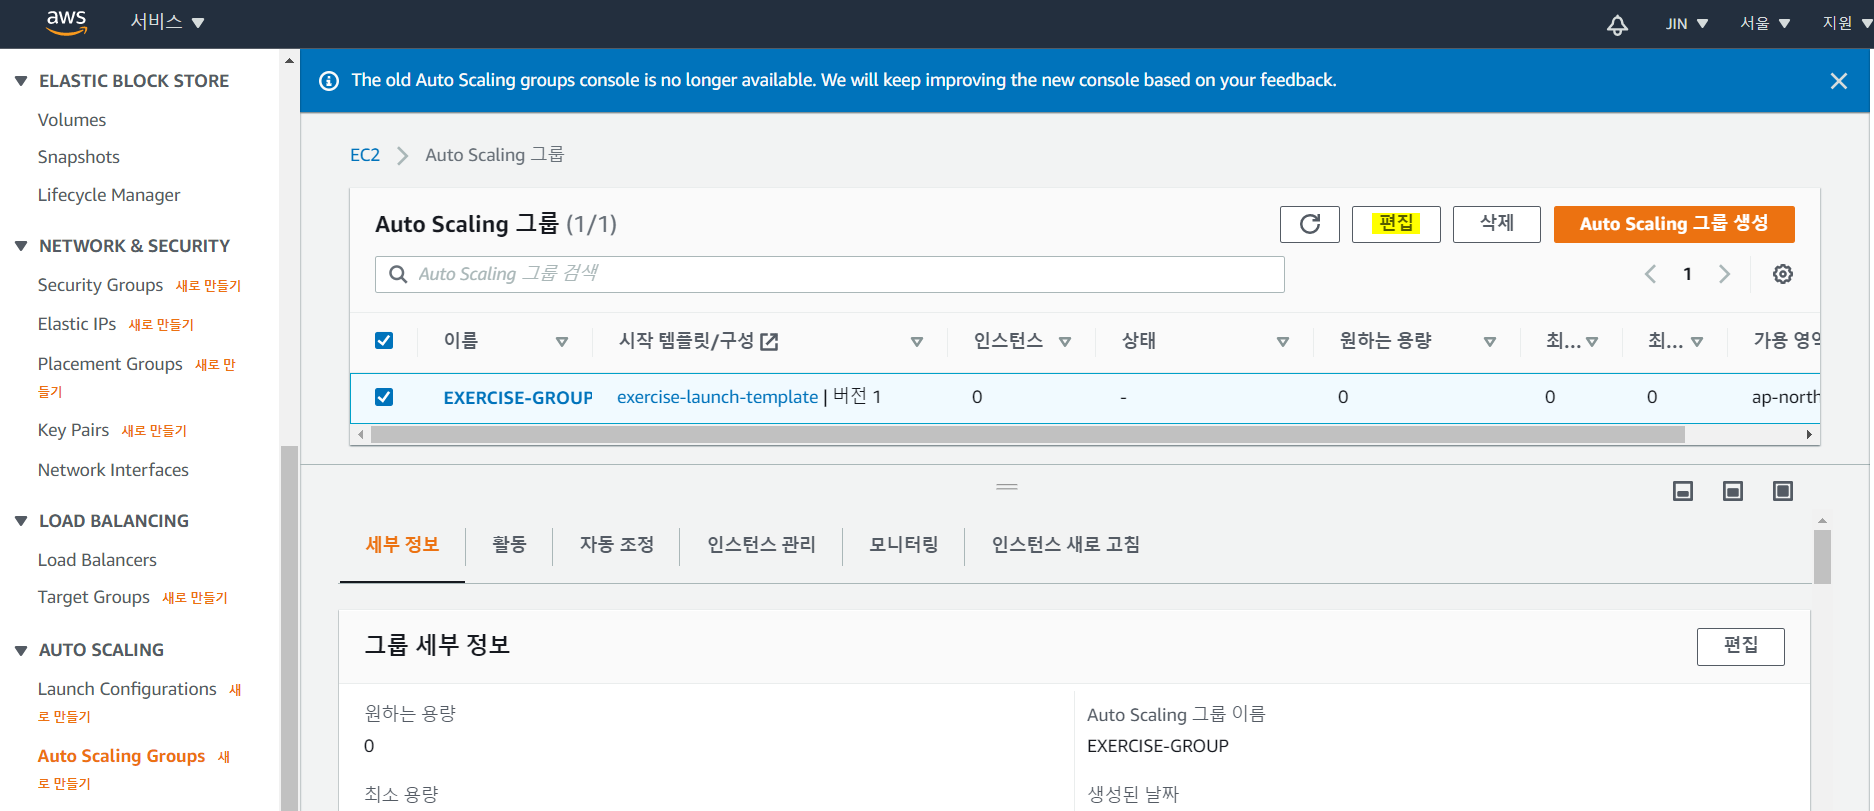 aws 서비스 JIN 서울 지원
ELASTIC BLOCK STORE
Volumes
Snapshots
Lifecycle Manager
NETWORK & SECURITY
Security Groups 새로 만들기
Elastic IPs 새로 만들기
Placement Groups 새로 만
들기
Key Pairs 새로 만들기
Network Interfaces
LOAD BALANCING
Load Balancers
Target Groups 새로 만들기
AUTO SCALING
Launch Configurations 새
로 만들기
Auto Scaling Groups 새
로 만들기
The old Auto Scaling groups console is no longer available. We will keep improving the new console based on your feedback.
EC2 Auto Scaling 그룹
Auto Scaling 그룹 (1/1) 편집 삭제 Auto Scaling 그룹 생성
Auto Scaling 그룹 검색 1
이름 시작 템플릿/구성 인스턴스 상태 원하는 용량 최... 최... 가용 영역
EXERCISE-GROUP exercise-launch-template | 버전 1 0 - 0 0 0 ap-north
세부 정보 활동 자동 조정 인스턴스 관리 모니터링 인스턴스 새로 고침
그룹 세부 정보 편집
원하는 용량 Auto Scaling 그룹 이름
0 EXERCISE-GROUP
최소 용량 생성된 날짜